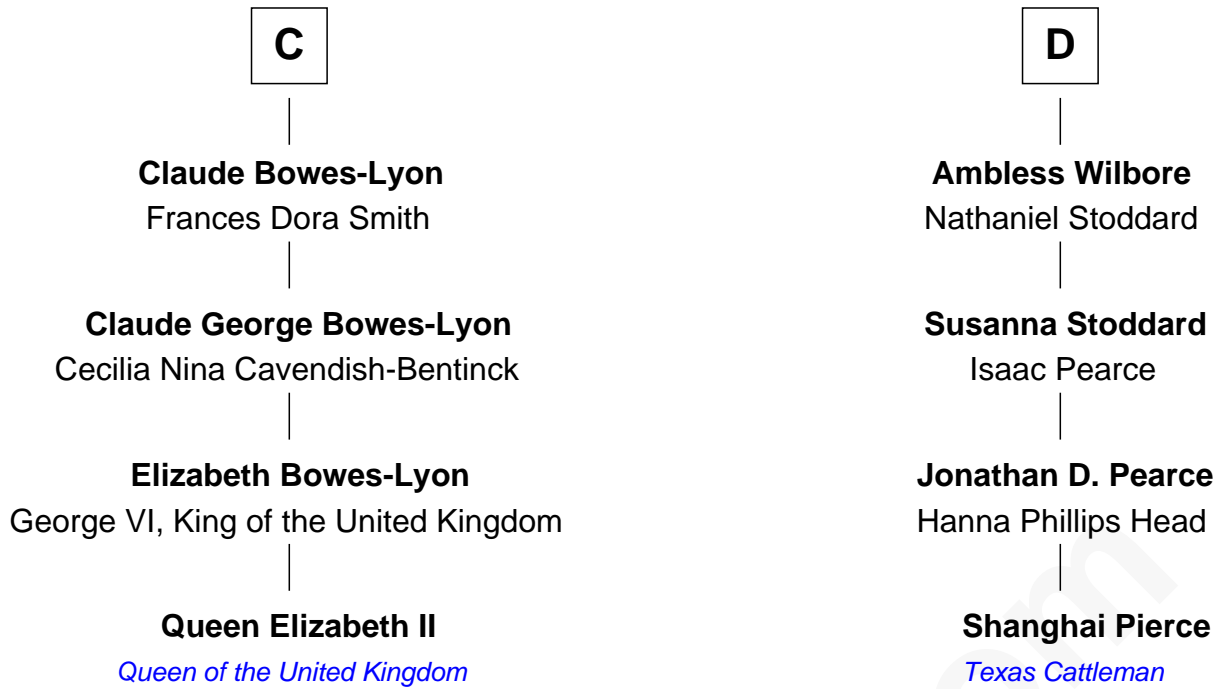 C
Claude Bowes-Lyon
Frances Dora Smith
Claude George Bowes-Lyon
Cecilia Nina Cavendish-Bentinck
Elizabeth Bowes-Lyon
George VI, King of the United Kingdom
Queen Elizabeth II
Queen of the United Kingdom
D
Ambless Wilbore
Nathaniel Stoddard
Susanna Stoddard
Isaac Pearce
Jonathan D. Pearce
Hanna Phillips Head
Shanghai Pierce
Texas Cattleman